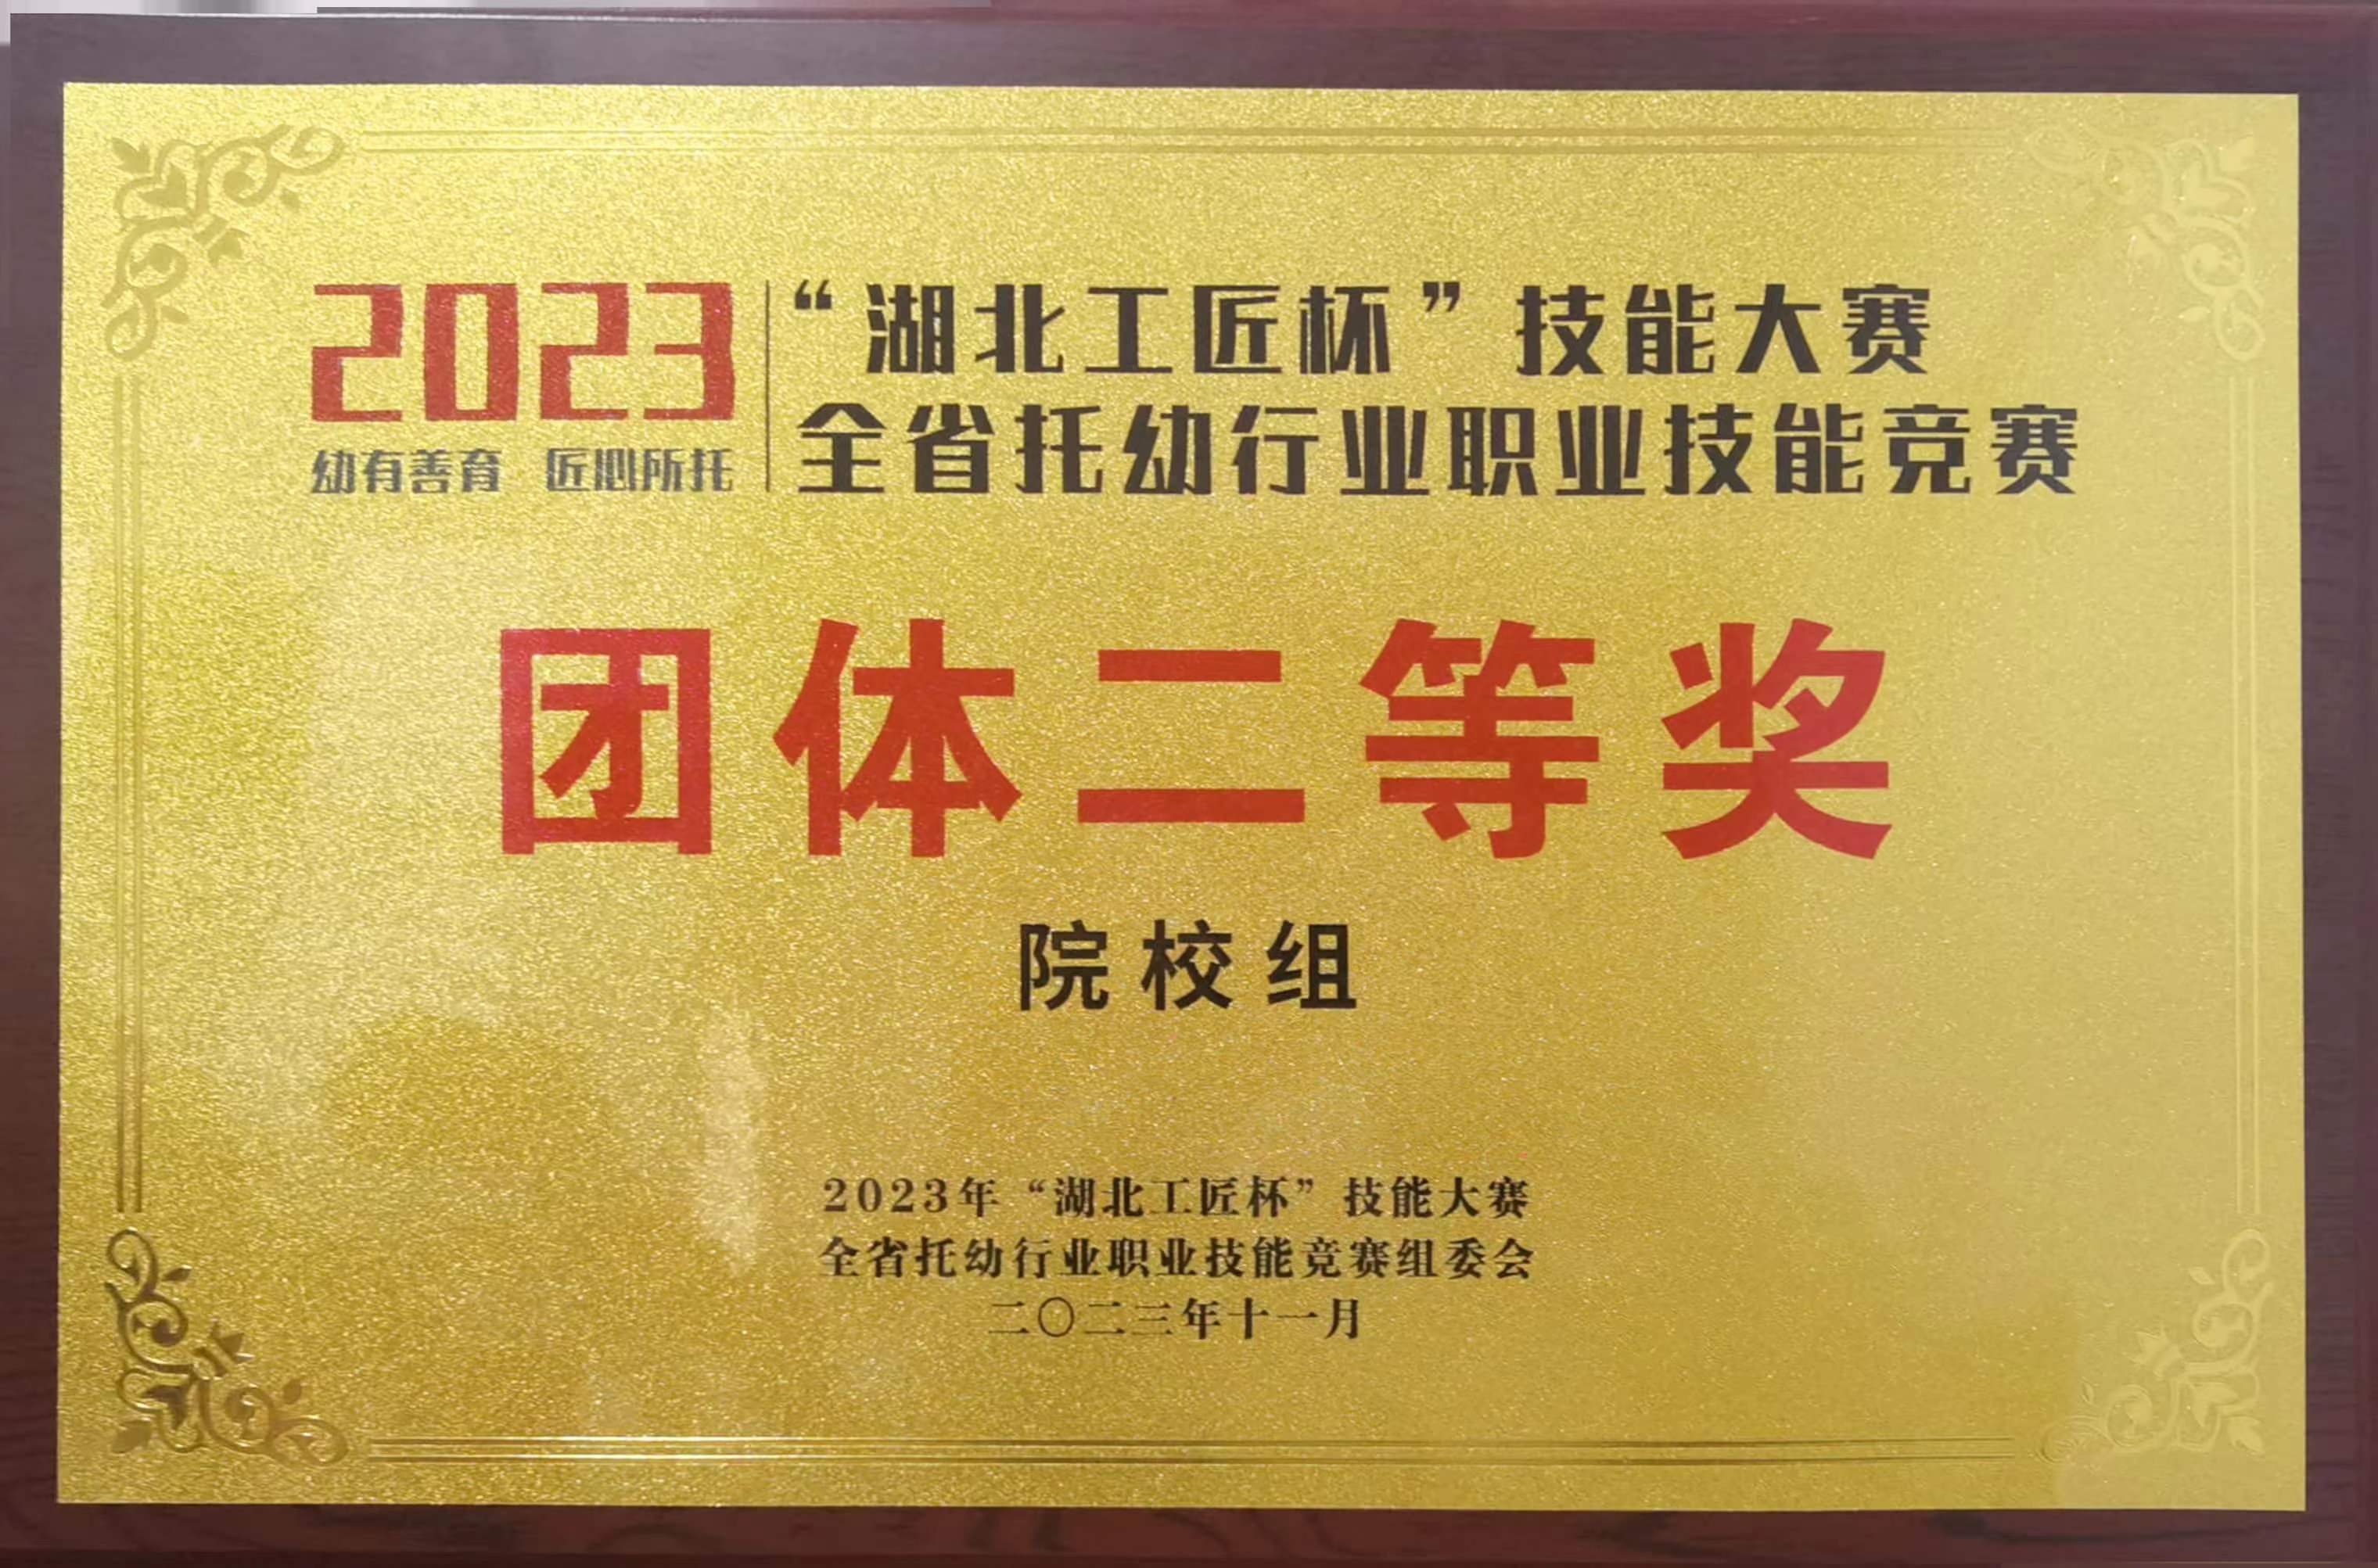 2023
幼有善育 匠心所托
“湖北工匠杯”技能大赛
全省托幼行业职业技能竞赛
团体二等奖
院校组
2023年“湖北工匠杯”技能大赛
全省托幼行业职业技能竞赛组委会
二〇二三年十一月